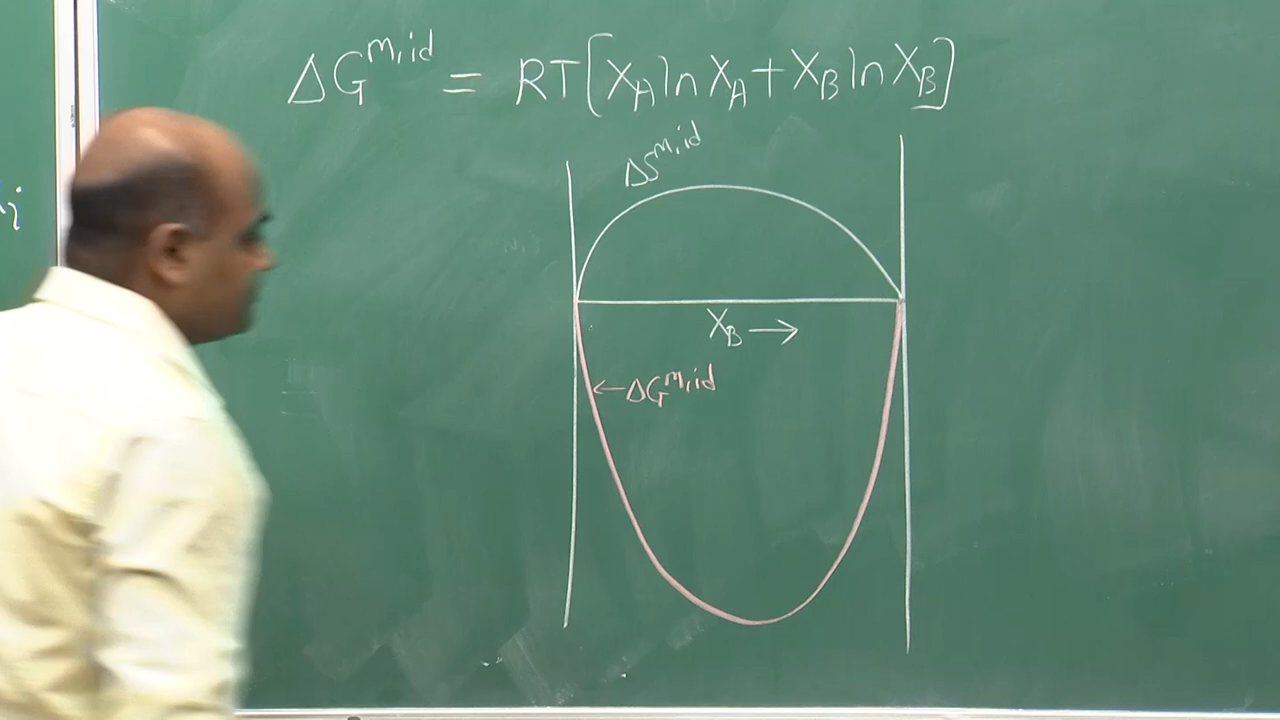 ΔG^{m,id} = RT[X_A ln X_A + X_B ln X_B]
ΔS^{m,id}
X_B →
← ΔG^{m,id}